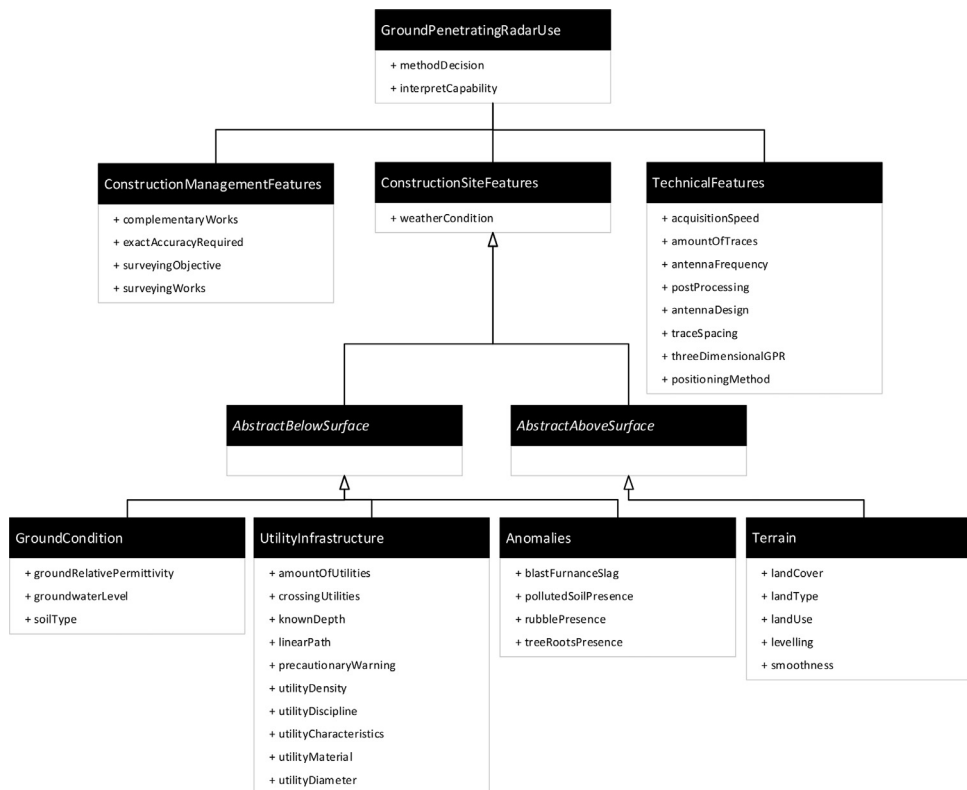 GroundPenetratingRadarUse
+ methodDecision
+ interpretCapability
ConstructionManagementFeatures
+ complementaryWorks
+ exactAccuracyRequired
+ surveyingObjective
+ surveyingWorks
ConstructionSiteFeatures
+ weatherCondition
TechnicalFeatures
+ acquisitionSpeed
+ amountOfTraces
+ antennaFrequency
+ postProcessing
+ antennaDesign
+ traceSpacing
+ threeDimensionalGPR
+ positioningMethod
AbstractBelowSurface
AbstractAboveSurface
GroundCondition
+ groundRelativePermittivity
+ groundwaterLevel
+ soilType
UtilityInfrastructure
+ amountOfUtilities
+ crossingUtilities
+ knownDepth
+ linearPath
+ precautionaryWarning
+ utilityDensity
+ utilityDiscipline
+ utilityCharacteristics
+ utilityMaterial
+ utilityDiameter
Anomalies
+ blastFurnanceSlag
+ pollutedSoilPresence
+ rubblePresence
+ treeRootsPresence
Terrain
+ landCover
+ landType
+ landUse
+ levelling
+ smoothness